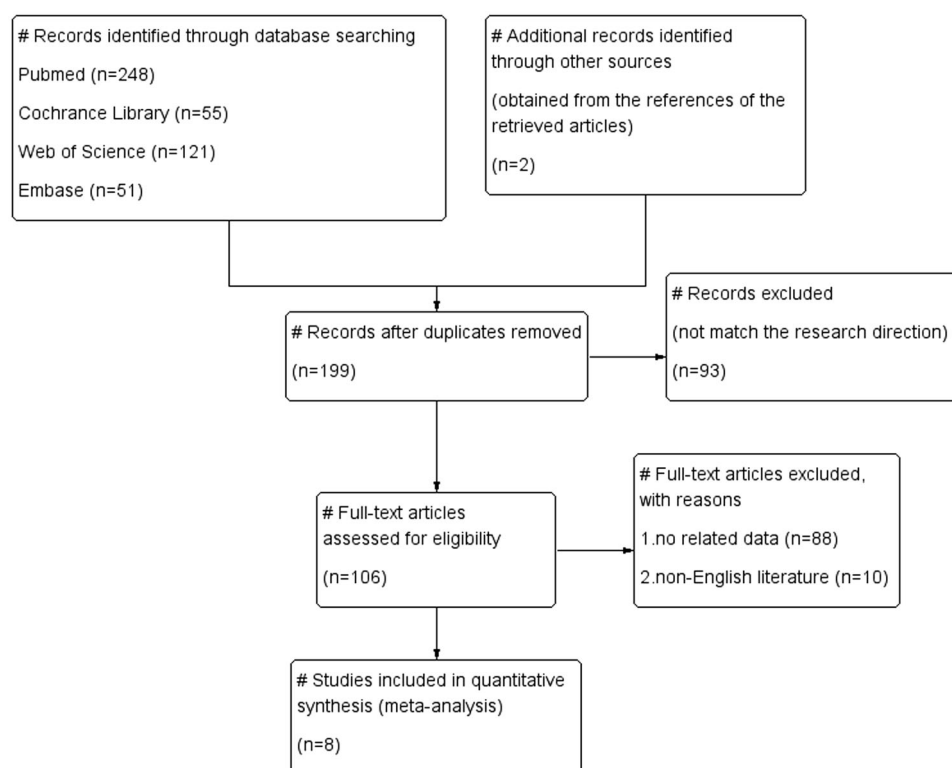 # Records identified through database searching
Pubmed (n=248)
Cochrance Library (n=55)
Web of Science (n=121)
Embase (n=51)
# Additional records identified
through other sources
(obtained from the references of the
retrieved articles)
(n=2)
# Records after duplicates removed
(n=199)
# Records excluded
(not match the research direction)
(n=93)
# Full-text articles
assessed for eligibility
(n=106)
# Full-text articles excluded,
with reasons
1.no related data (n=88)
2.non-English literature (n=10)
# Studies included in quantitative
synthesis (meta-analysis)
(n=8)